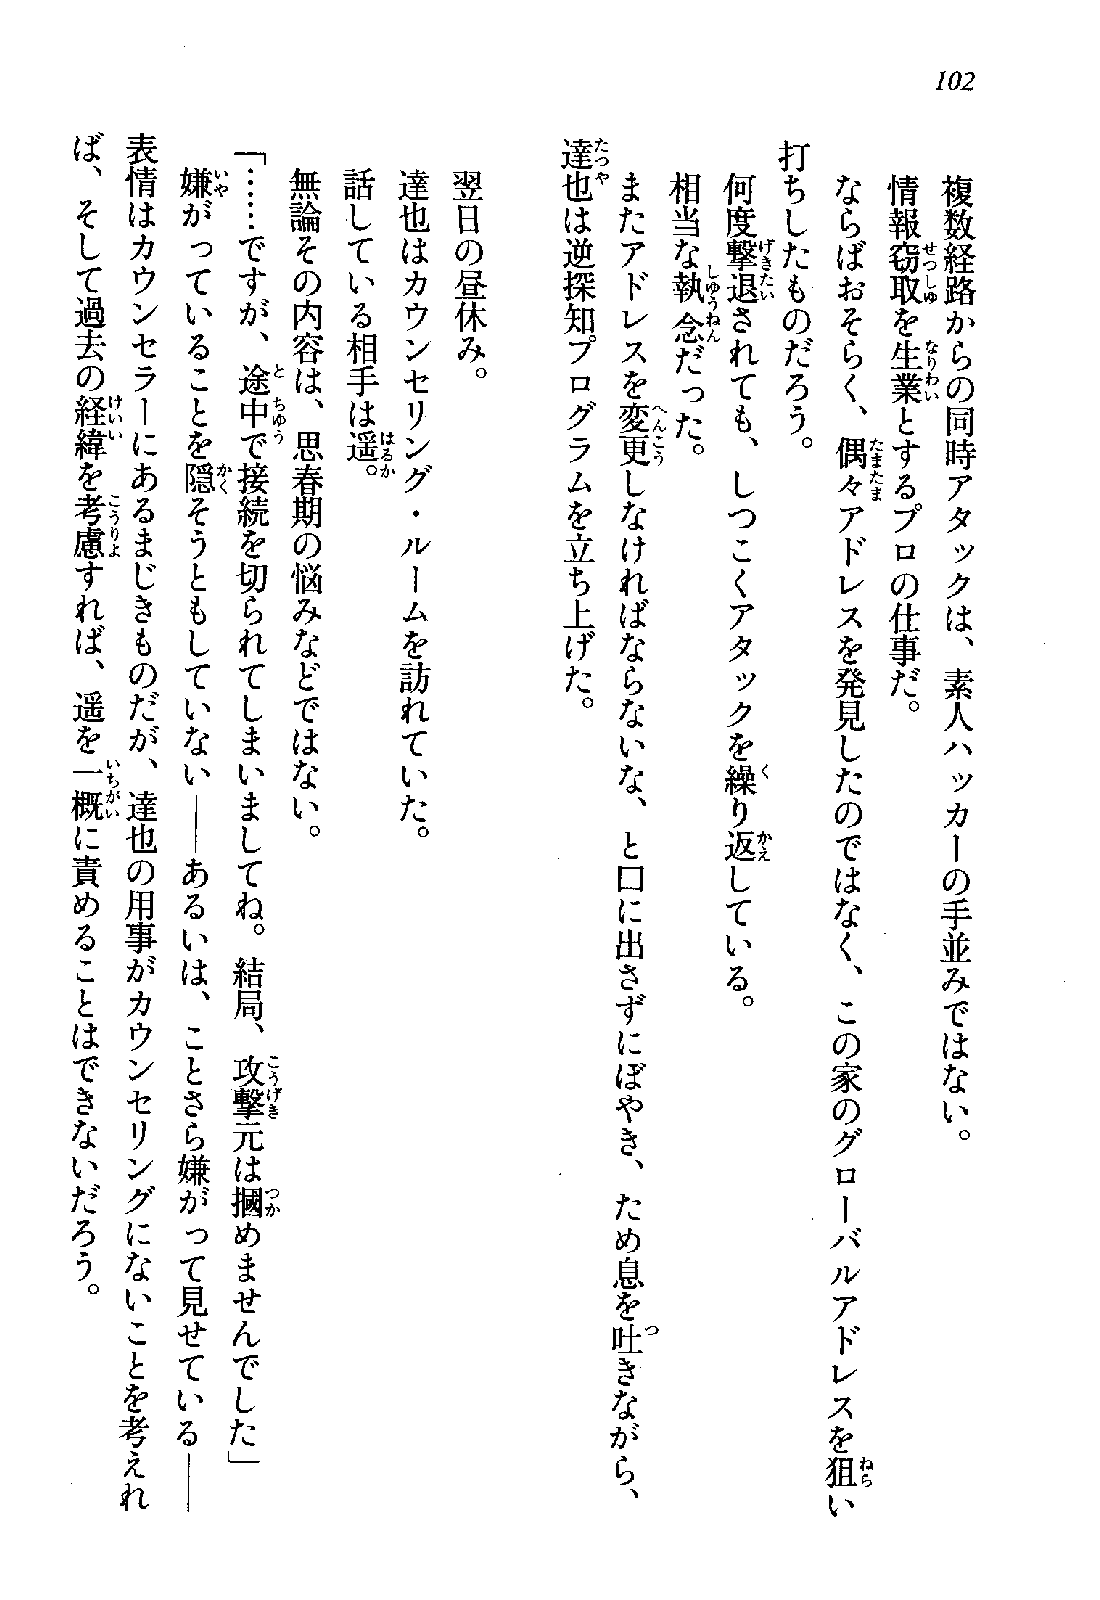 102
複数経路からの同時アタックは、素人ハッカーの手並みではない。
情報窃取を生業とするプロの仕事だ。
ならばおそらく、偶々アドレスを発見したのではなく、この家のグローバルアドレスを狙い
打ちしたものだろう。
何度撃退されても、しつこくアタックを繰り返している。
相当な執念だった。
またアドレスを変更しなければならないな、と口に出さずにぼやき、ため息を吐きながら、
達也は逆探知プログラムを立ち上げた。
翌日の昼休み。
達也はカウンセリング・ルームを訪れていた。
話している相手は遥。
無論その内容は、思春期の悩みなどではない。
「……ですが、途中で接続を切られてしまいましてね。結局、攻撃元は摑めませんでした」
嫌がっていることを隠そうともしていない――あるいは、ことさら嫌がって見せている――
表情はカウンセラーにあるまじきものだが、達也の用事がカウンセリングにないことを考えれ
ば、そして過去の経緯を考慮すれば、遥を一概に責めることはできないだろう。